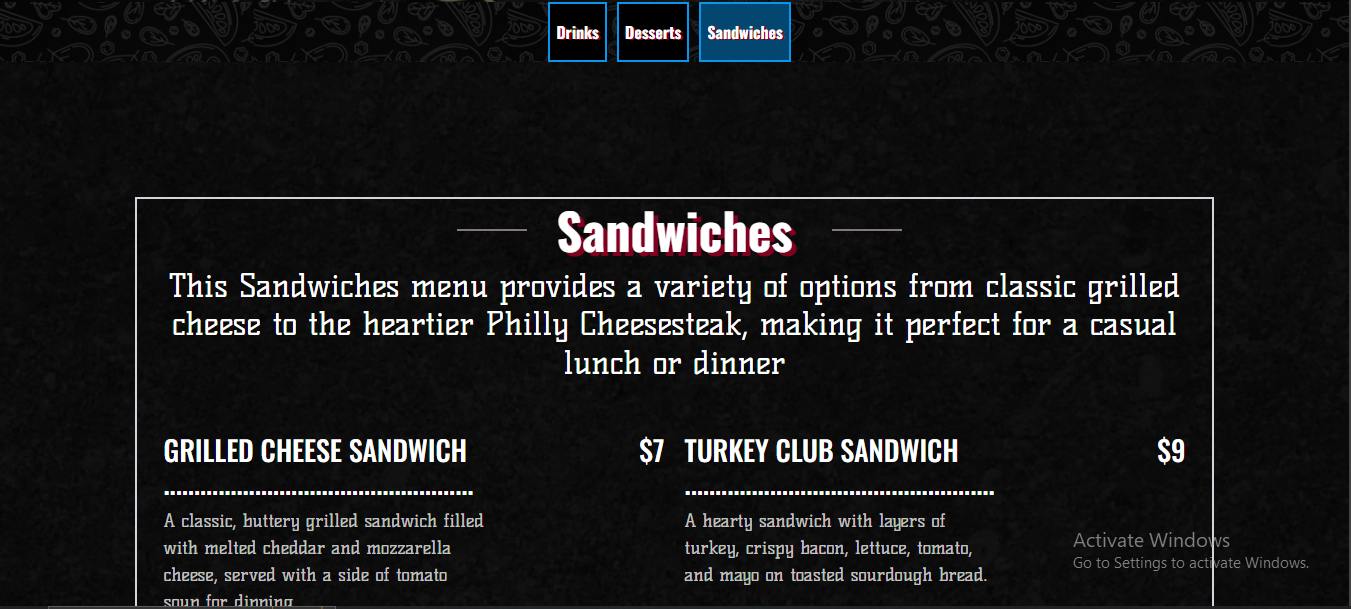 Drinks
Desserts
Sandwiches
Sandwiches
This Sandwiches menu provides a variety of options from classic grilled
cheese to the heartier Philly Cheesesteak, making it perfect for a casual
lunch or dinner
GRILLED CHEESE SANDWICH $7
A classic, buttery grilled sandwich filled
with melted cheddar and mozzarella
cheese, served with a side of tomato
soup for dipping
TURKEY CLUB SANDWICH $9
A hearty sandwich with layers of
turkey, crispy bacon, lettuce, tomato,
and mayo on toasted sourdough bread.
Activate Windows
Go to Settings to activate Windows.